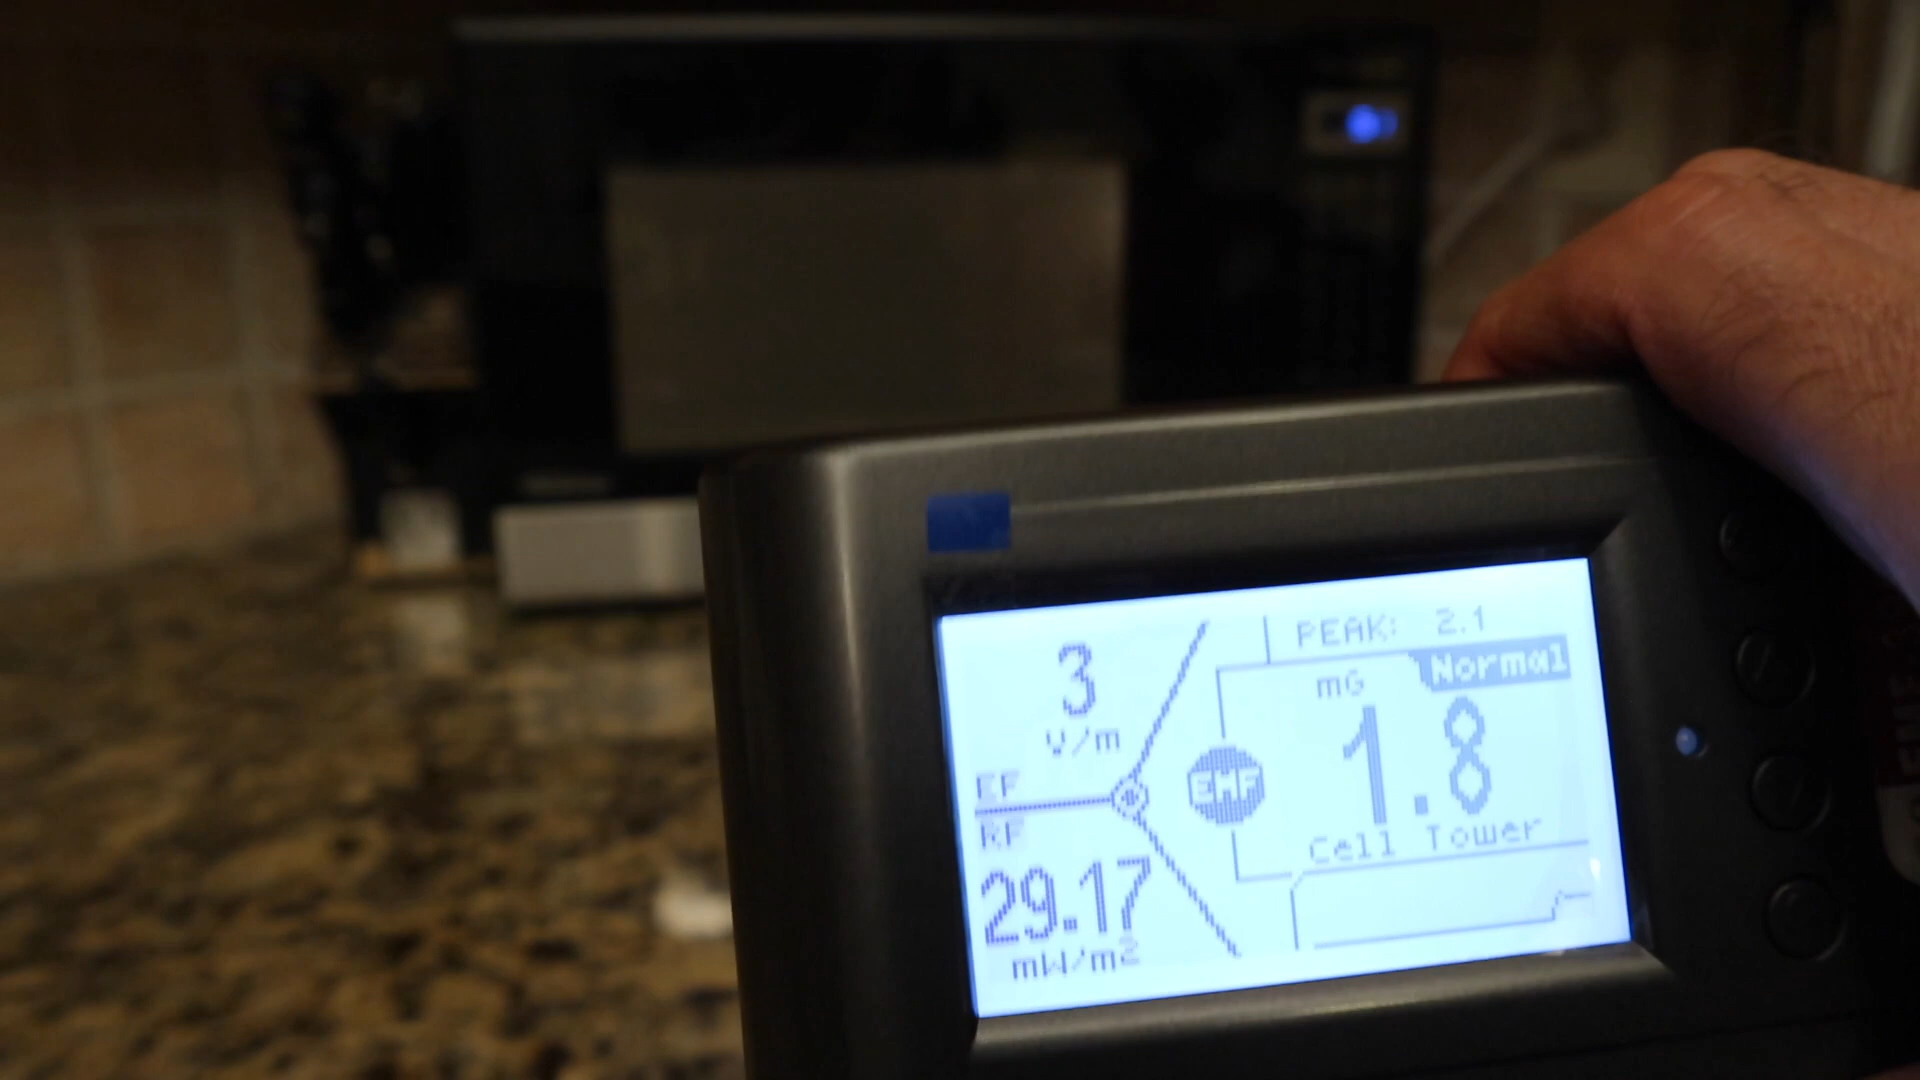 3
V/m
EF
RF
29.17
mW/m²
PEAK: 2.1
Normal
mG
EMF
1.8
Cell Tower